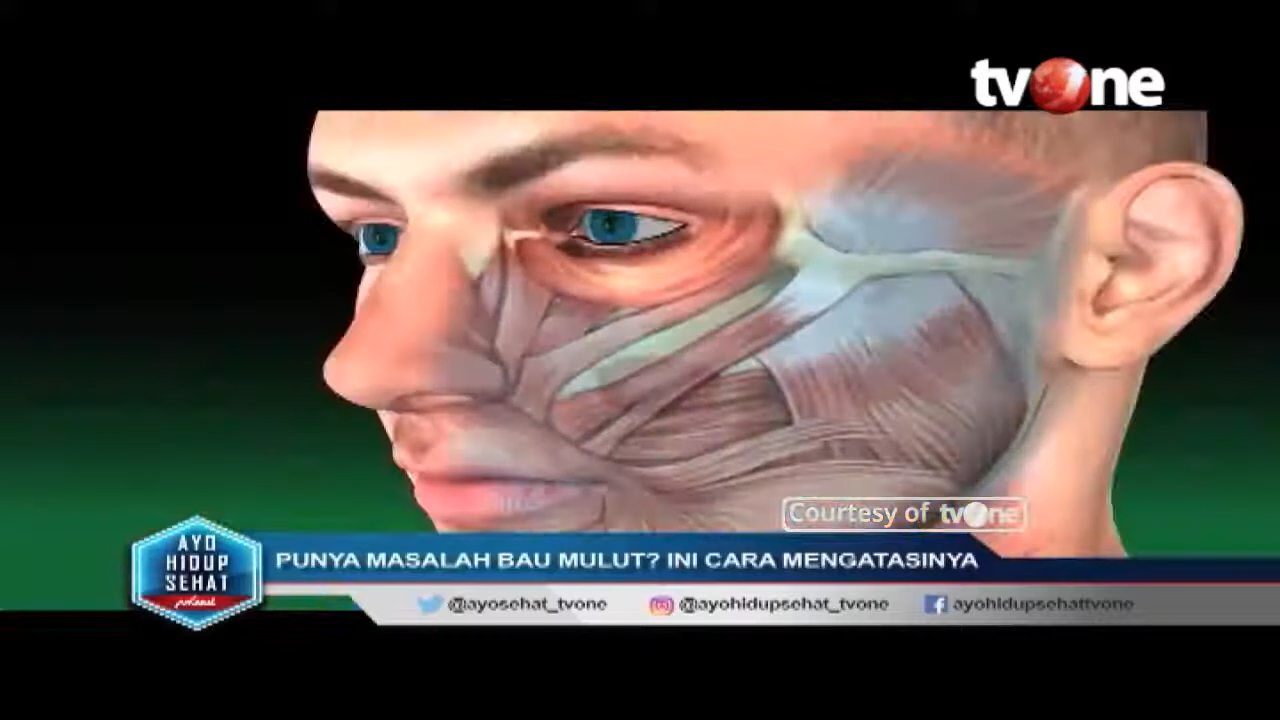 tvone
Courtesy of tvone
AYO
HIDUP
SEHAT
PUNYA MASALAH BAU MULUT? INI CARA MENGATASINYA
@ayosehat_tvone @ayohidupsehat_tvone ayohidupsehattvone